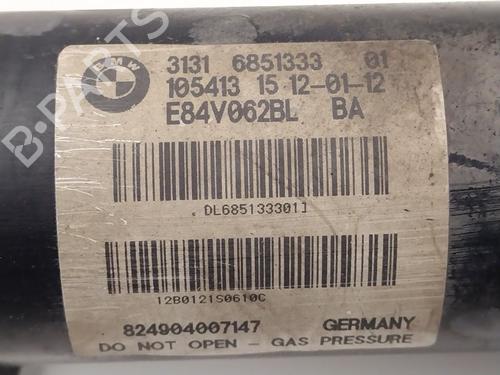 BMW
3131 6851333 01
105413 15 12-01-12
E84V062BL BA
DL685133301]
12B0121S0610C
824904007147 GERMANY
DO NOT OPEN - GAS PRESSURE
B-PARTS